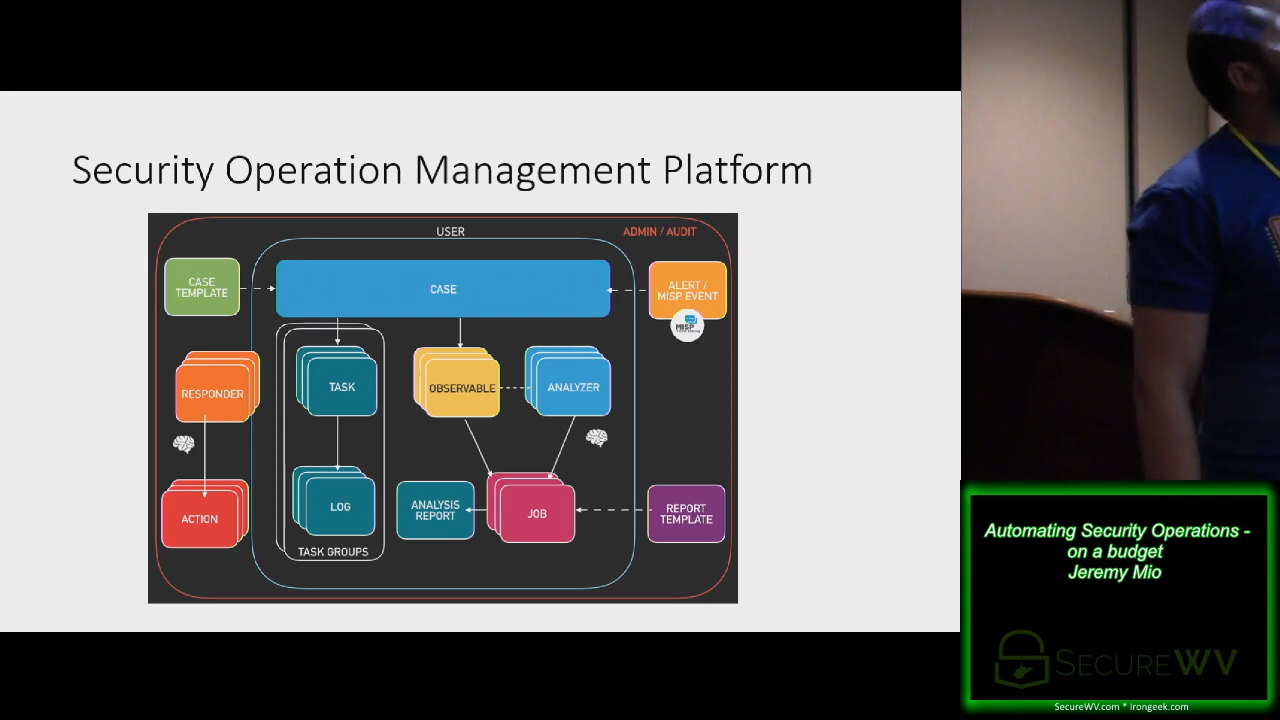 Security Operation Management Platform
USER
ADMIN / AUDIT
CASE
TEMPLATE
CASE
ALERT /
MISP EVENT
MISP
RESPONDER
TASK
OBSERVABLE
ANALYZER
ACTION
LOG
ANALYSIS
REPORT
JOB
REPORT
TEMPLATE
TASK GROUPS
Automating Security Operations -
on a budget
Jeremy Mio
SECUREWV
SecureWV.com * Irongeek.com